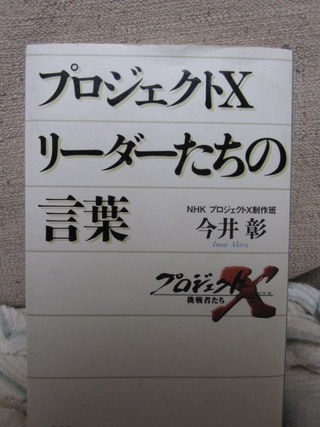 プロジェクトX
リーダーたちの
言葉
NHK プロジェクトX制作班
今井 彰
Imai Akira
プロジェクトX
挑戦者たち